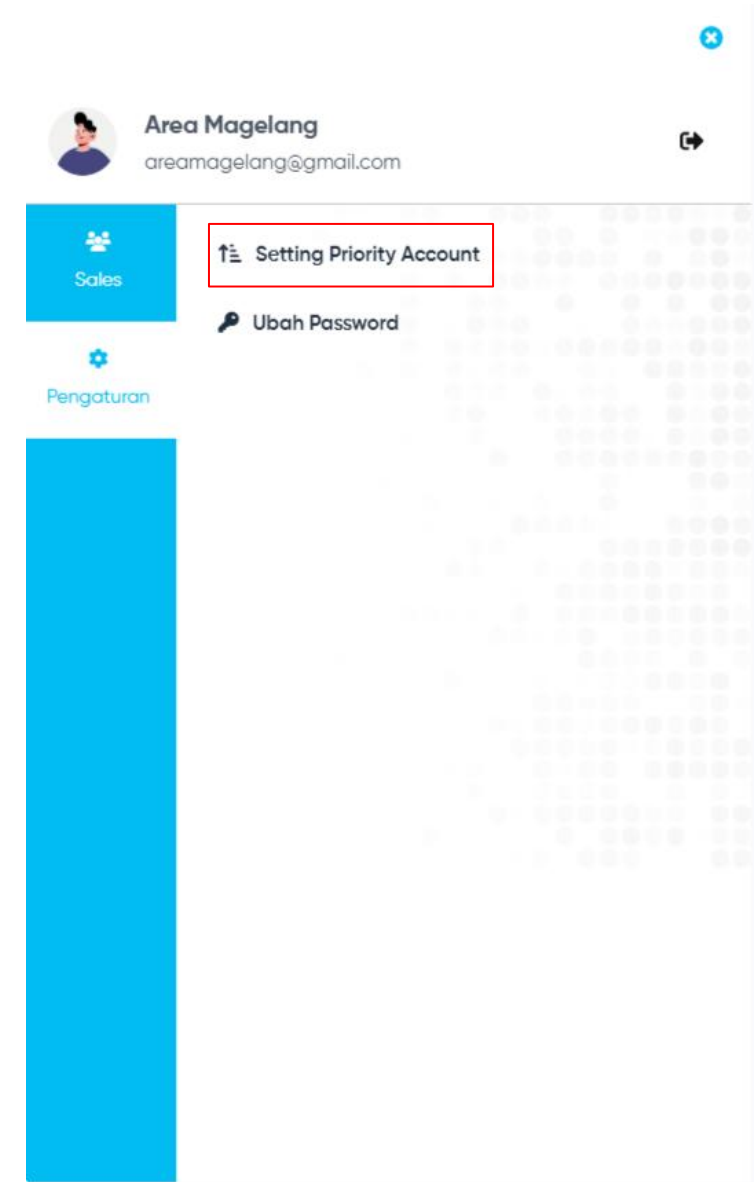 Area Magelang
areamagelang@gmail.com
Sales
Setting Priority Account
Ubah Password
Pengaturan